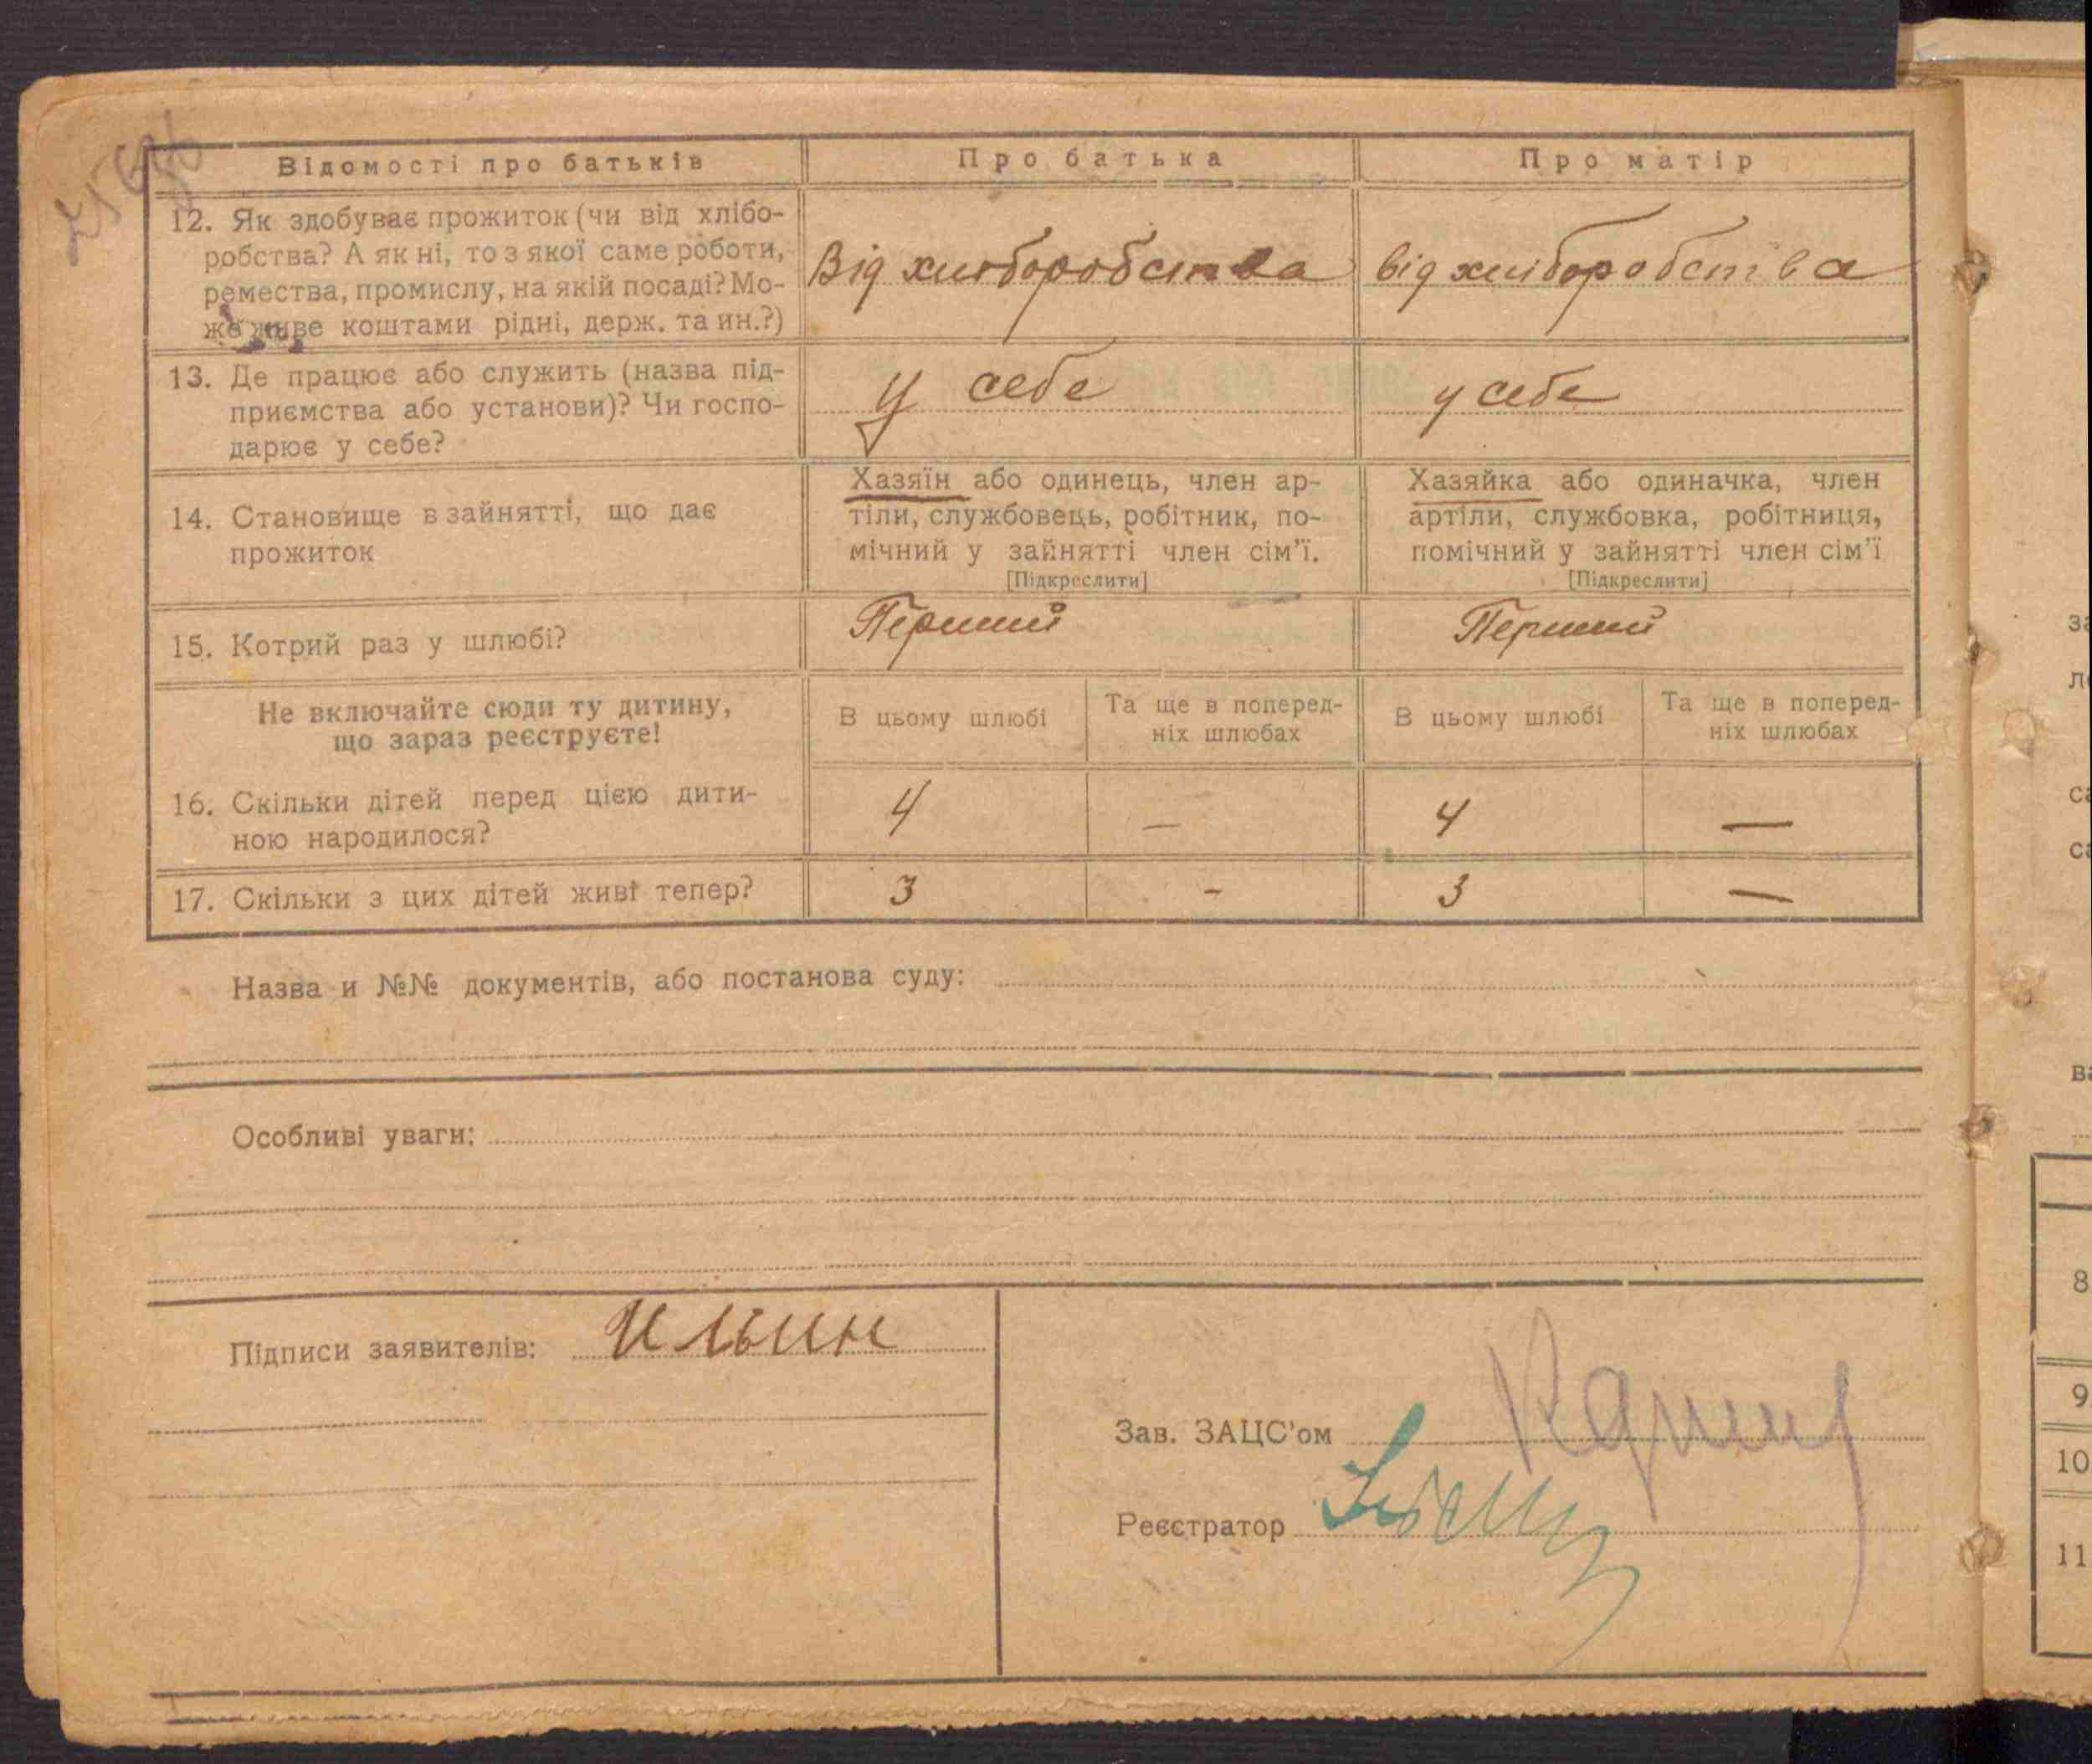 Відомості про батьків
Про батька
Про матір
12. Як здобуває прожиток (чи від хлібо-
робства? А як ні, то з якої саме роботи,
ремества, промислу, на якій посаді? Мо-
же живе коштами рідні, держ. та ин.?)
Від хліборобства
від хліборобства
13. Де працює або служить (назва під-
приємства або установи)? Чи госпо-
дарює у себе?
У себе
у себе
14. Становище в зайнятті, що дає
прожиток
Хазяїн або одинець, член ар-
тіли, службовець, робітник, по-
мічний у зайнятті член сім'ї.
[Підкреслити]
Хазяйка або одиначка, член
артіли, службовка, робітниця,
помічний у зайнятті член сім'ї
[Підкреслити]
15. Котрий раз у шлюбі?
Перший
Перший
Не включайте сюди ту дитину,
що зараз реєструєте!
В цьому шлюбі
Та ще в поперед-
ніх шлюбах
В цьому шлюбі
Та ще в поперед-
ніх шлюбах
16. Скільки дітей перед цією дити-
ною народилося?
4
—
4
—
17. Скільки з цих дітей живі тепер?
3
-
3
—
Назва и №№ документів, або постанова суду:
Особливі уваги:
Підписи заявителів:
Ильин
Зав. ЗАЦС'ом
Реєстратор
8
9
10
11